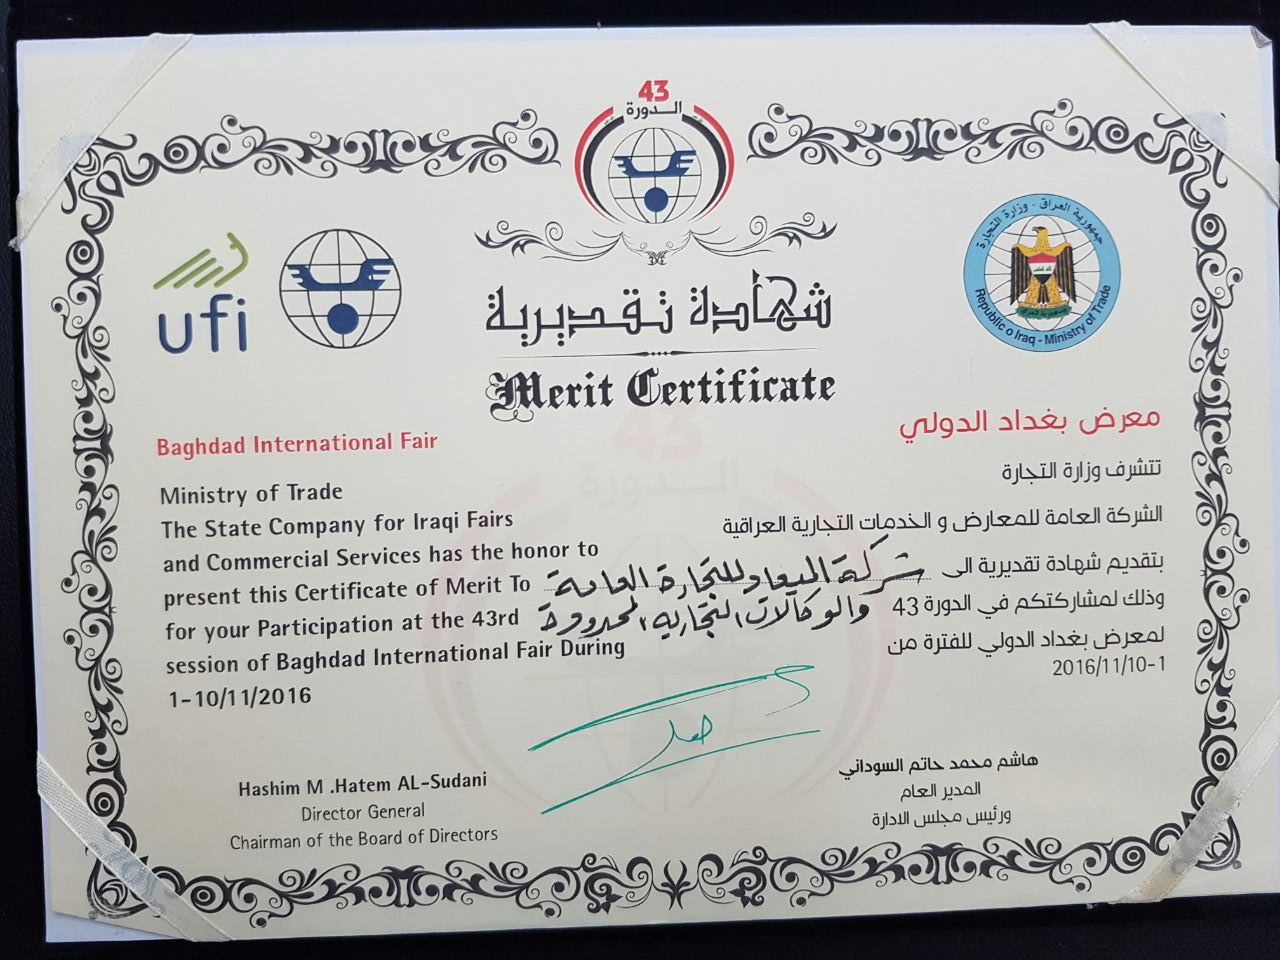 43
الدورة
ufi
جمهورية العراق - وزارة التجارة
Republic o Iraq - Ministry of Trade
شهادة تقديرية
Merit Certificate
Baghdad International Fair
Ministry of Trade
The State Company for Iraqi Fairs
and Commercial Services has the honor to
present this Certificate of Merit To
for your Participation at the 43rd
session of Baghdad International Fair During
1-10/11/2016
معرض بغداد الدولي
تتشرف وزارة التجارة
الشركة العامة للمعارض و الخدمات التجارية العراقية
بتقديم شهادة تقديرية الى
شركة الميعاد للتجارة العامة
والوكالات التجارية المحدودة
وذلك لمشاركتكم في الدورة 43
لمعرض بغداد الدولي للفترة من
2016/11/10-1
43
الدورة
Hashim M .Hatem AL-Sudani
Director General
Chairman of the Board of Directors
هاشم محمد حاتم السوداني
المدير العام
ورئيس مجلس الادارة